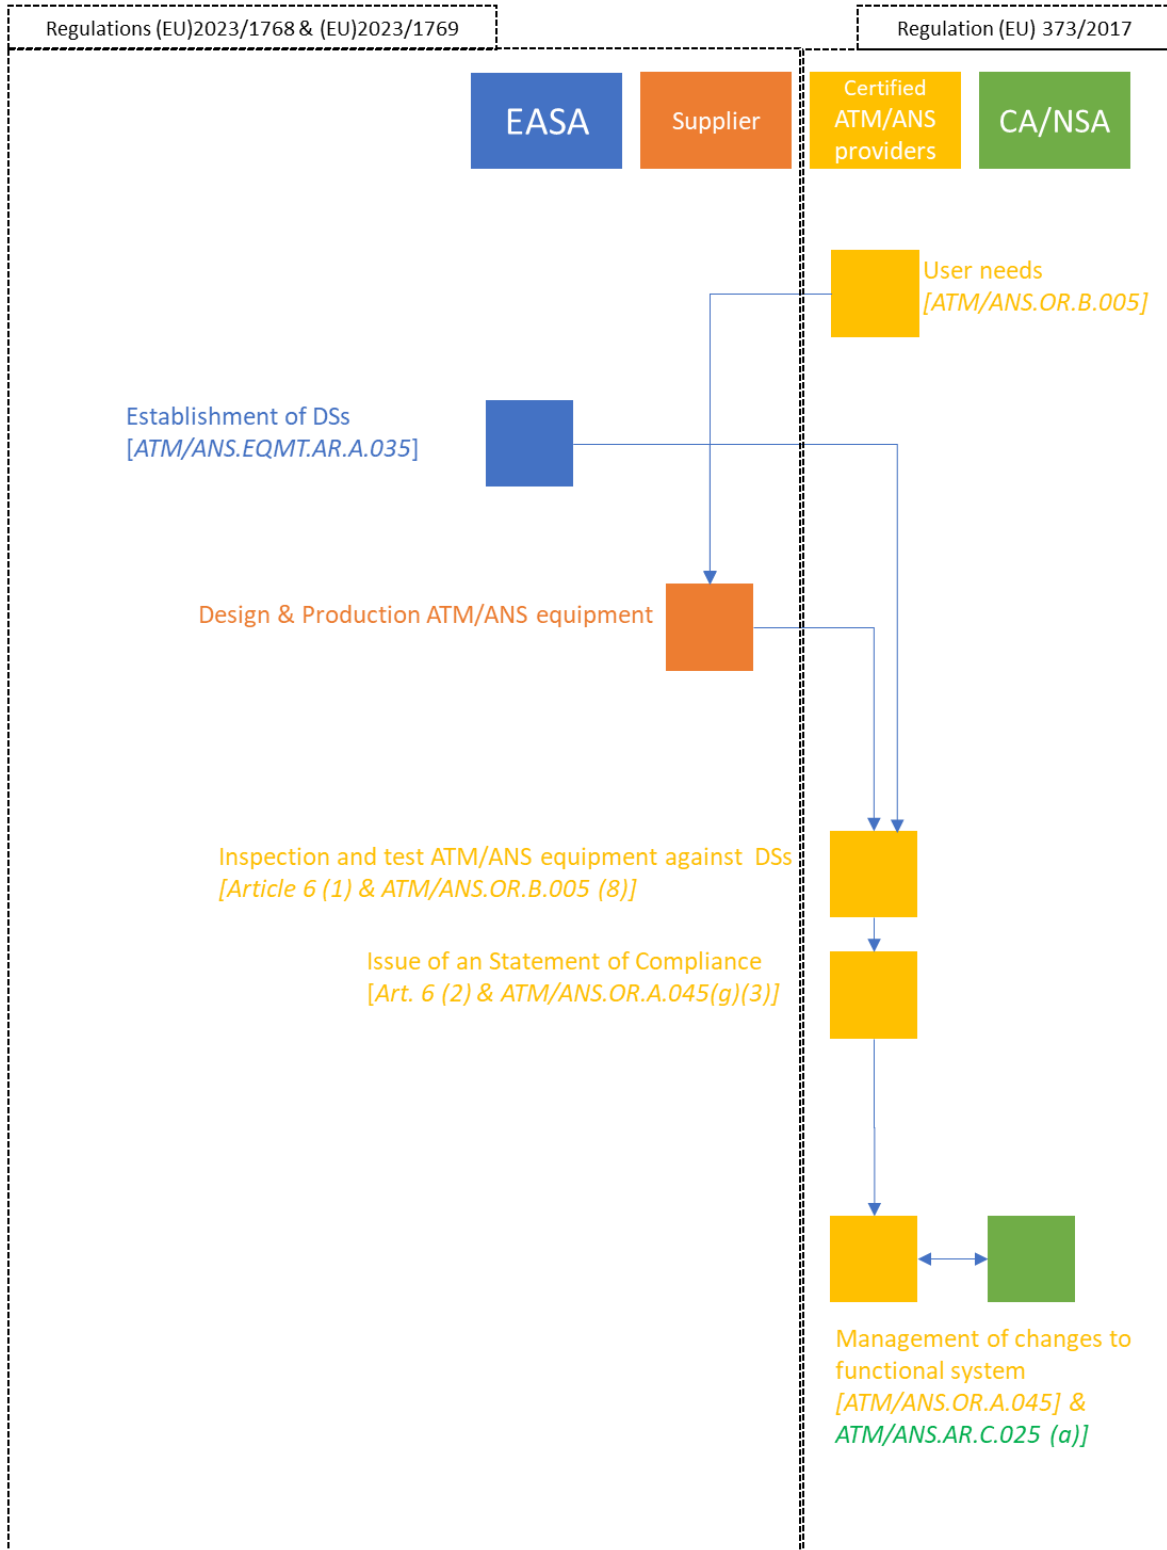 Regulations (EU)2023/1768 & (EU)2023/1769
Regulation (EU) 373/2017
EASA
Supplier
Certified
ATM/ANS
providers
CA/NSA
User needs
[ATM/ANS.OR.B.005]
Establishment of DSs
[ATM/ANS.EQMT.AR.A.035]
Design & Production ATM/ANS equipment
Inspection and test ATM/ANS equipment against DSs
[Article 6 (1) & ATM/ANS.OR.B.005 (8)]
Issue of an Statement of Compliance
[Art. 6 (2) & ATM/ANS.OR.A.045(g)(3)]
Management of changes to
functional system
[ATM/ANS.OR.A.045] &
ATM/ANS.AR.C.025 (a)]